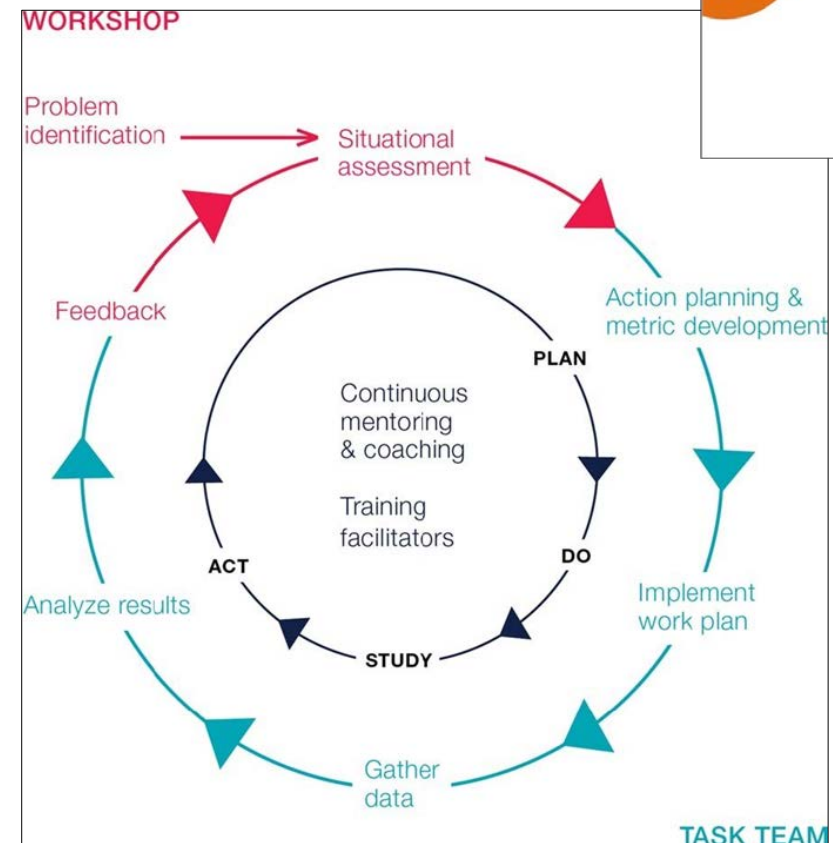 WORKSHOP
Problem
identification
Situational
assessment
Feedback
Action planning &
metric development
PLAN
Continuous
mentoring
& coaching
Training
facilitators
DO
ACT
Implement
work plan
Analyze results
STUDY
Gather
data
TASK TEAM